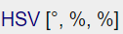 HSV [°, %, %]